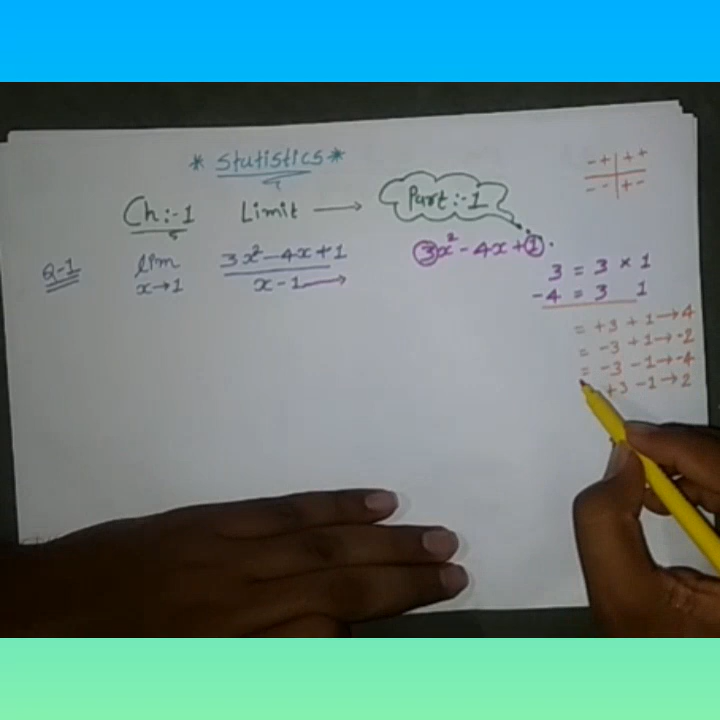 * Statistics *
Ch:-1 Limit → Part:-1
Q-1 lim x→1 3x²-4x+1 / x-1
3x²-4x+1.
3 = 3 × 1
-4 = 3 1
= +3 +1→4
= -3 +1→-2
= -3 -1→-4
+3 -1→2
-+ ++
-- +-